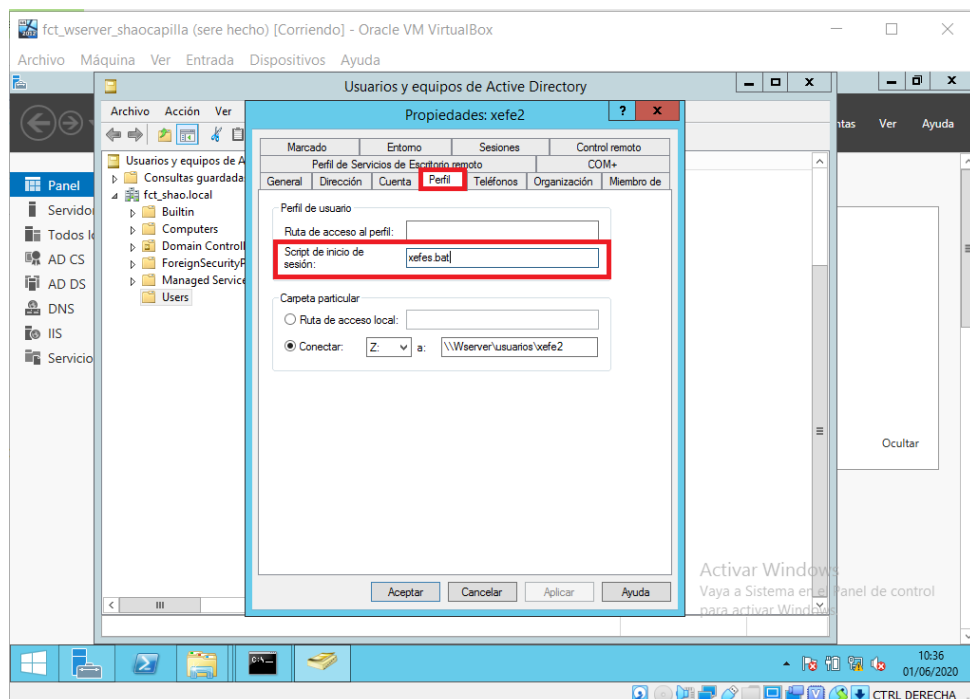 fct_wserver_shaocapilla (sere hecho) [Corriendo] - Oracle VM VirtualBox
Archivo Máquina Ver Entrada Dispositivos Ayuda
Usuarios y equipos de Active Directory
Archivo Acción Ver
Usuarios y equipos de A
Consultas guardada
fct_shao.local
Builtin
Computers
Domain Controll
ForeignSecurityP
Managed Service
Users
Panel
Servido
Todos l
AD CS
AD DS
DNS
IIS
Servicio
Propiedades: xefe2
Marcado Entorno Sesiones Control remoto
Perfil de Servicios de Escritorio remoto COM+
General Dirección Cuenta Perfil Teléfonos Organización Miembro de
Perfil de usuario
Ruta de acceso al perfil:
Script de inicio de
sesión: xefes.bat
Carpeta particular
Ruta de acceso local:
Conectar: Z: a: \\Wserver\usuarios\xefe2
Aceptar Cancelar Aplicar Ayuda
ntas Ver Ayuda
Ocultar
Activar Windows
Vaya a Sistema en el Panel de control
para activar Windows
10:36
01/06/2020
CTRL DERECHA